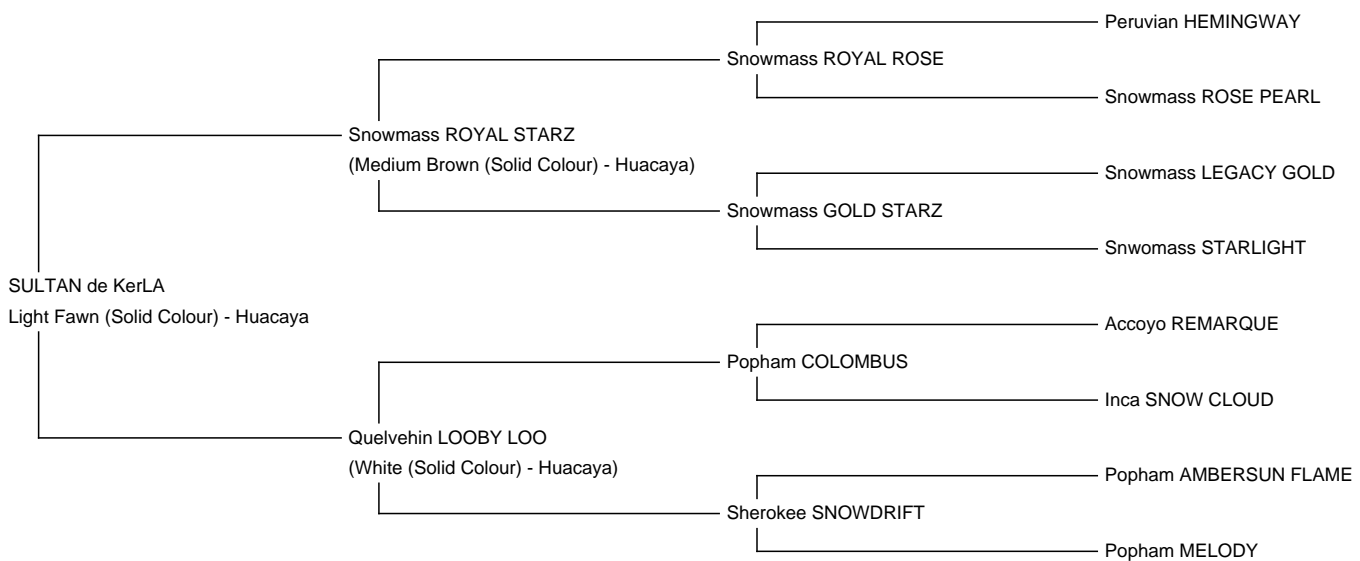 Peruvian HEMINGWAY
Snowmass ROYAL ROSE
Snowmass ROSE PEARL
Snowmass ROYAL STARZ
(Medium Brown (Solid Colour) - Huacaya)
Snowmass LEGACY GOLD
Snowmass GOLD STARZ
Snwomass STARLIGHT
SULTAN de KerLA
Light Fawn (Solid Colour) - Huacaya
Accoyo REMARQUE
Popham COLOMBUS
Inca SNOW CLOUD
Quelvehin LOOBY LOO
(White (Solid Colour) - Huacaya)
Popham AMBERSUN FLAME
Sherokee SNOWDRIFT
Popham MELODY